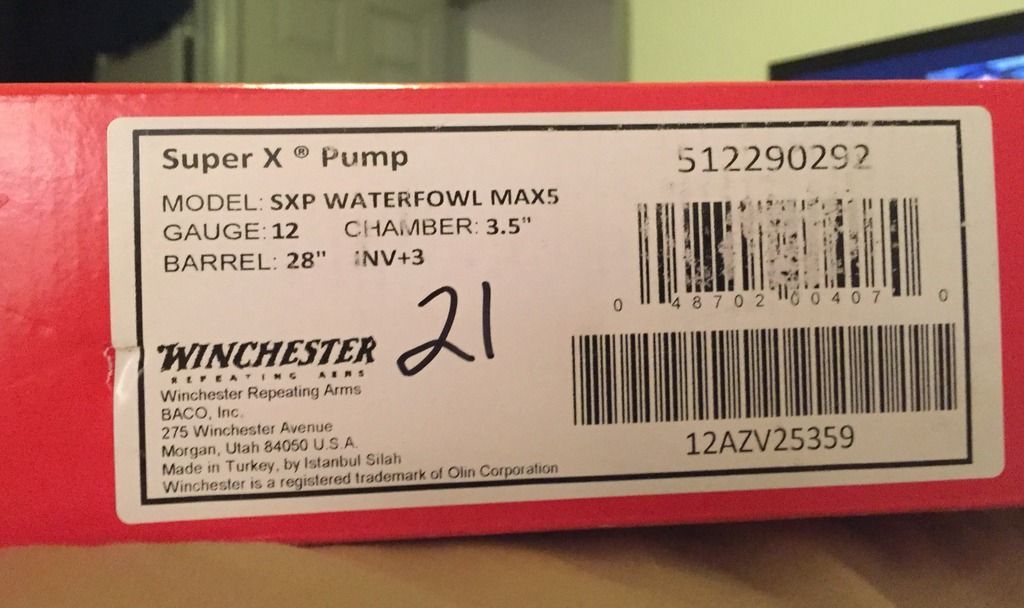 Super X ® Pump
MODEL: SXP WATERFOWL MAX5
GAUGE: 12 CHAMBER: 3.5"
BARREL: 28" INV+3
512290292
0 48702 00407 0
21
12AZV25359
WINCHESTER
REPEATING ARMS
Winchester Repeating Arms
BACO, Inc.
275 Winchester Avenue
Morgan, Utah 84050 U.S.A.
Made in Turkey, by Istanbul Silah
Winchester is a registered trademark of Olin Corporation